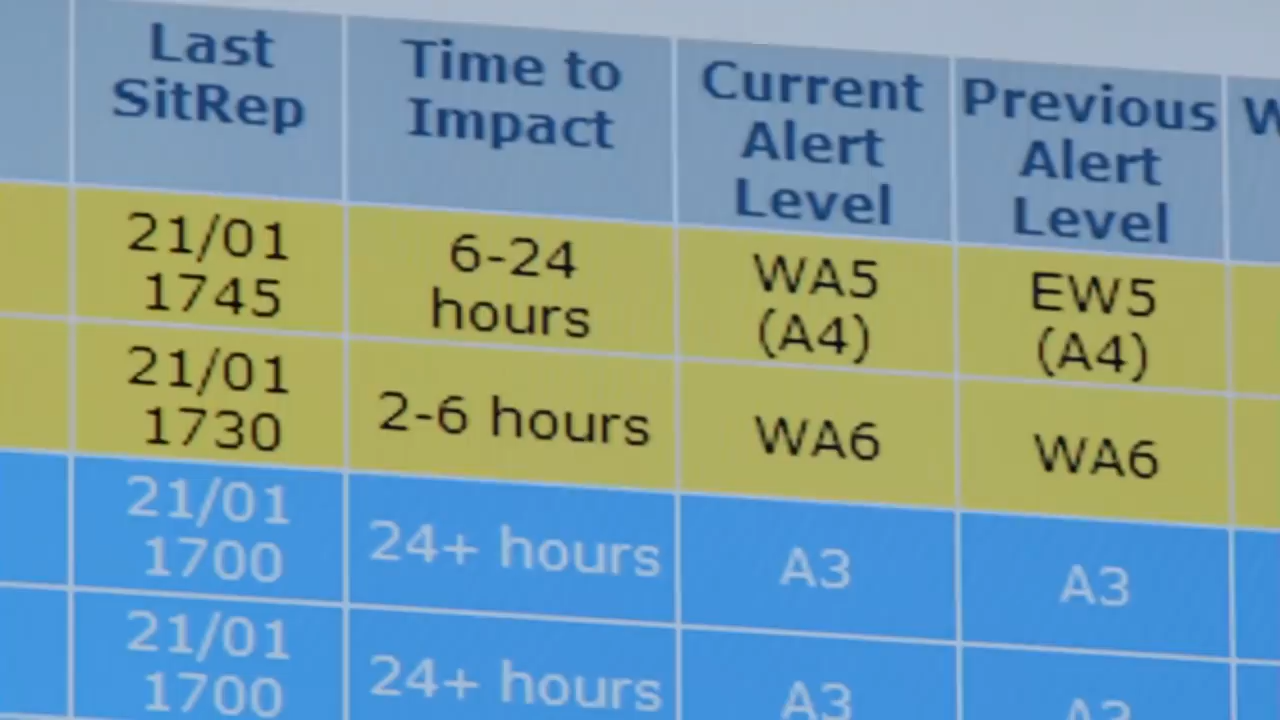 Last SitRep
Time to Impact
Current Alert Level
Previous Alert Level
W
21/01 1745
6-24 hours
WA5 (A4)
EW5 (A4)
21/01 1730
2-6 hours
WA6
WA6
21/01 1700
24+ hours
A3
A3
21/01 1700
24+ hours
A3
A3